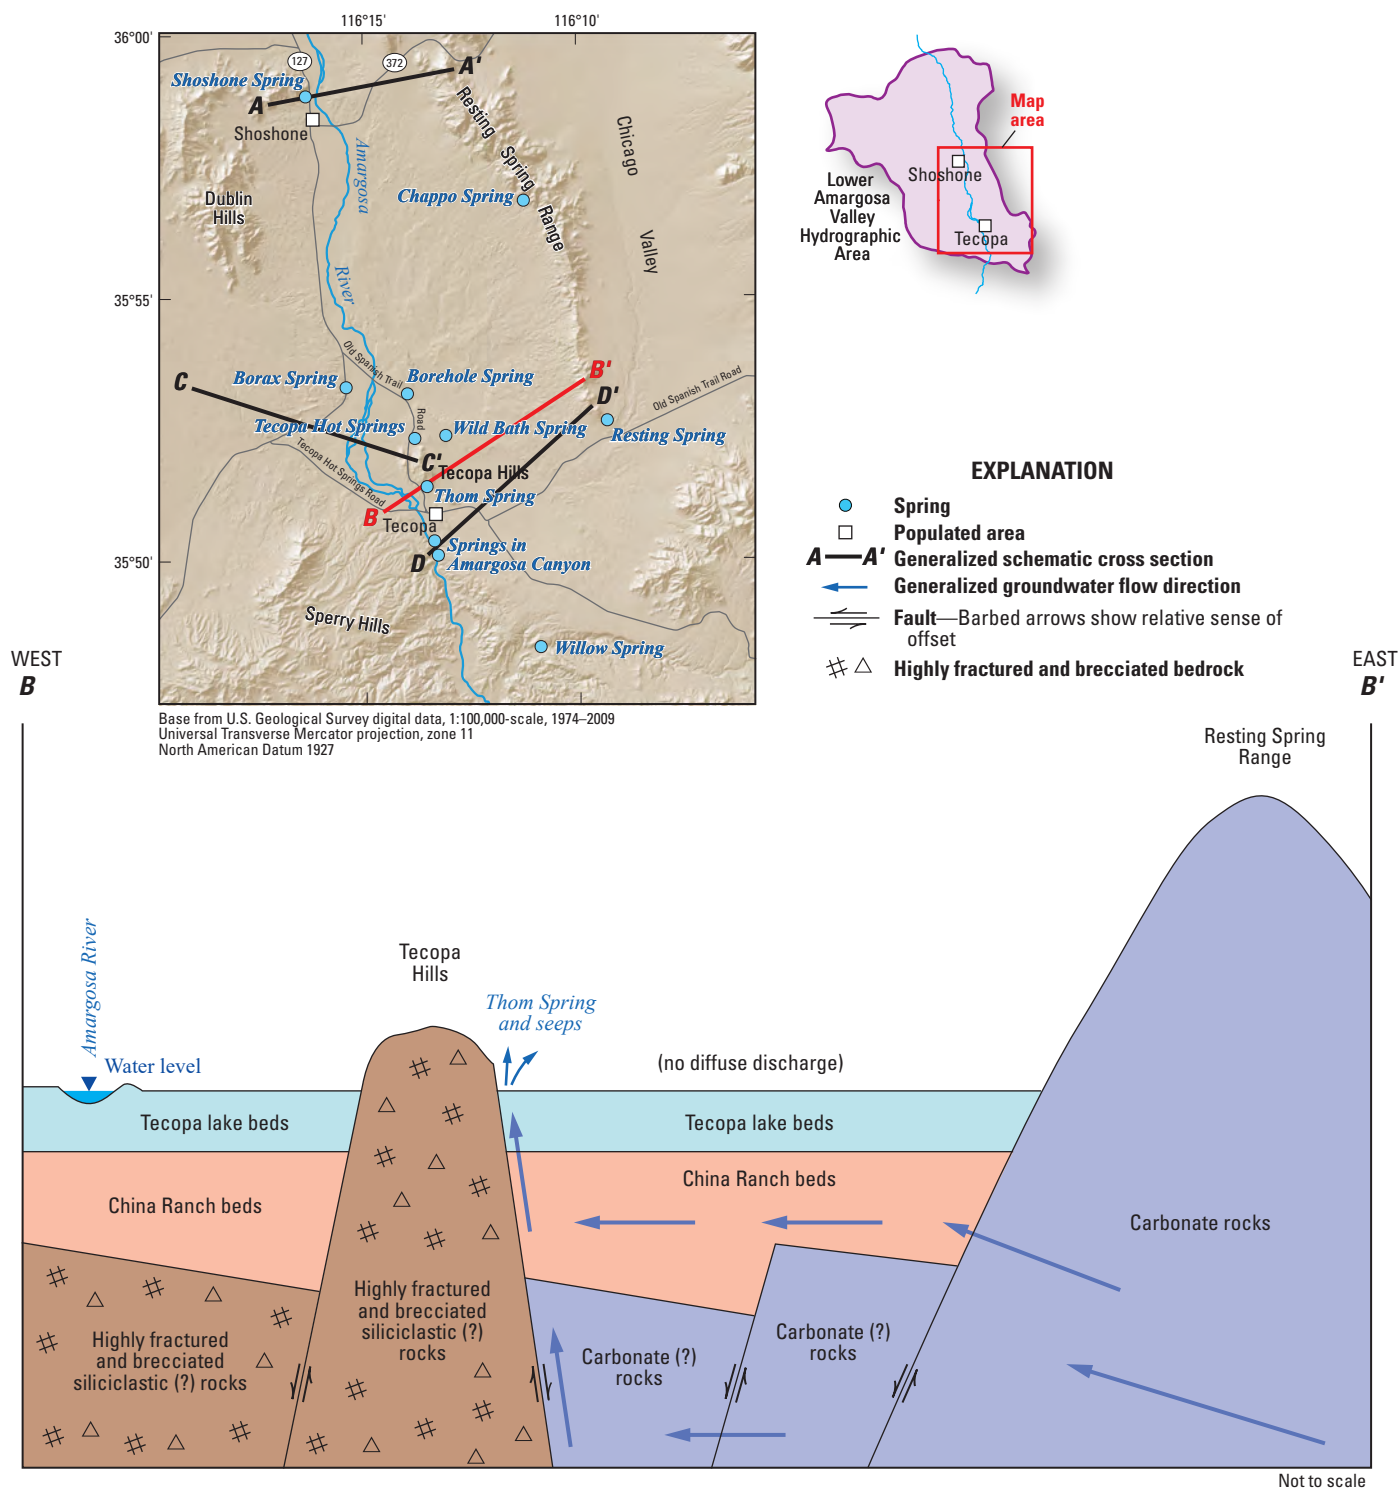 116°15'
116°10'
36°00'
35°55'
35°50'
127
372
Shoshone Spring
A
A'
Shoshone
Resting
Spring
Range
Chicago
Valley
Amargosa
River
Dublin
Hills
Chappo Spring
Old Spanish Trail
Road
Borax Spring
Borehole Spring
B'
D'
Old Spanish Trail Road
C
Tecopa Hot Springs
Wild Bath Spring
Resting Spring
C'
Tecopa Hills
Tecopa Hot Springs Road
Thom Spring
B
Tecopa
D
Springs in
Amargosa Canyon
Sperry Hills
Willow Spring
Base from U.S. Geological Survey digital data, 1:100,000-scale, 1974–2009
Universal Transverse Mercator projection, zone 11
North American Datum 1927
Map
area
Shoshone
Lower
Amargosa
Valley
Hydrographic
Area
Tecopa
EXPLANATION
Spring
Populated area
A A' Generalized schematic cross section
Generalized groundwater flow direction
Fault—Barbed arrows show relative sense of
offset
Highly fractured and brecciated bedrock
WEST
B
EAST
B'
Resting Spring
Range
Amargosa River
Water level
Tecopa
Hills
Thom Spring
and seeps
(no diffuse discharge)
Tecopa lake beds
Tecopa lake beds
China Ranch beds
China Ranch beds
Carbonate rocks
Highly fractured
and brecciated
siliciclastic (?) rocks
Highly fractured
and brecciated
siliciclastic (?)
rocks
Carbonate (?)
rocks
Carbonate (?)
rocks
Not to scale